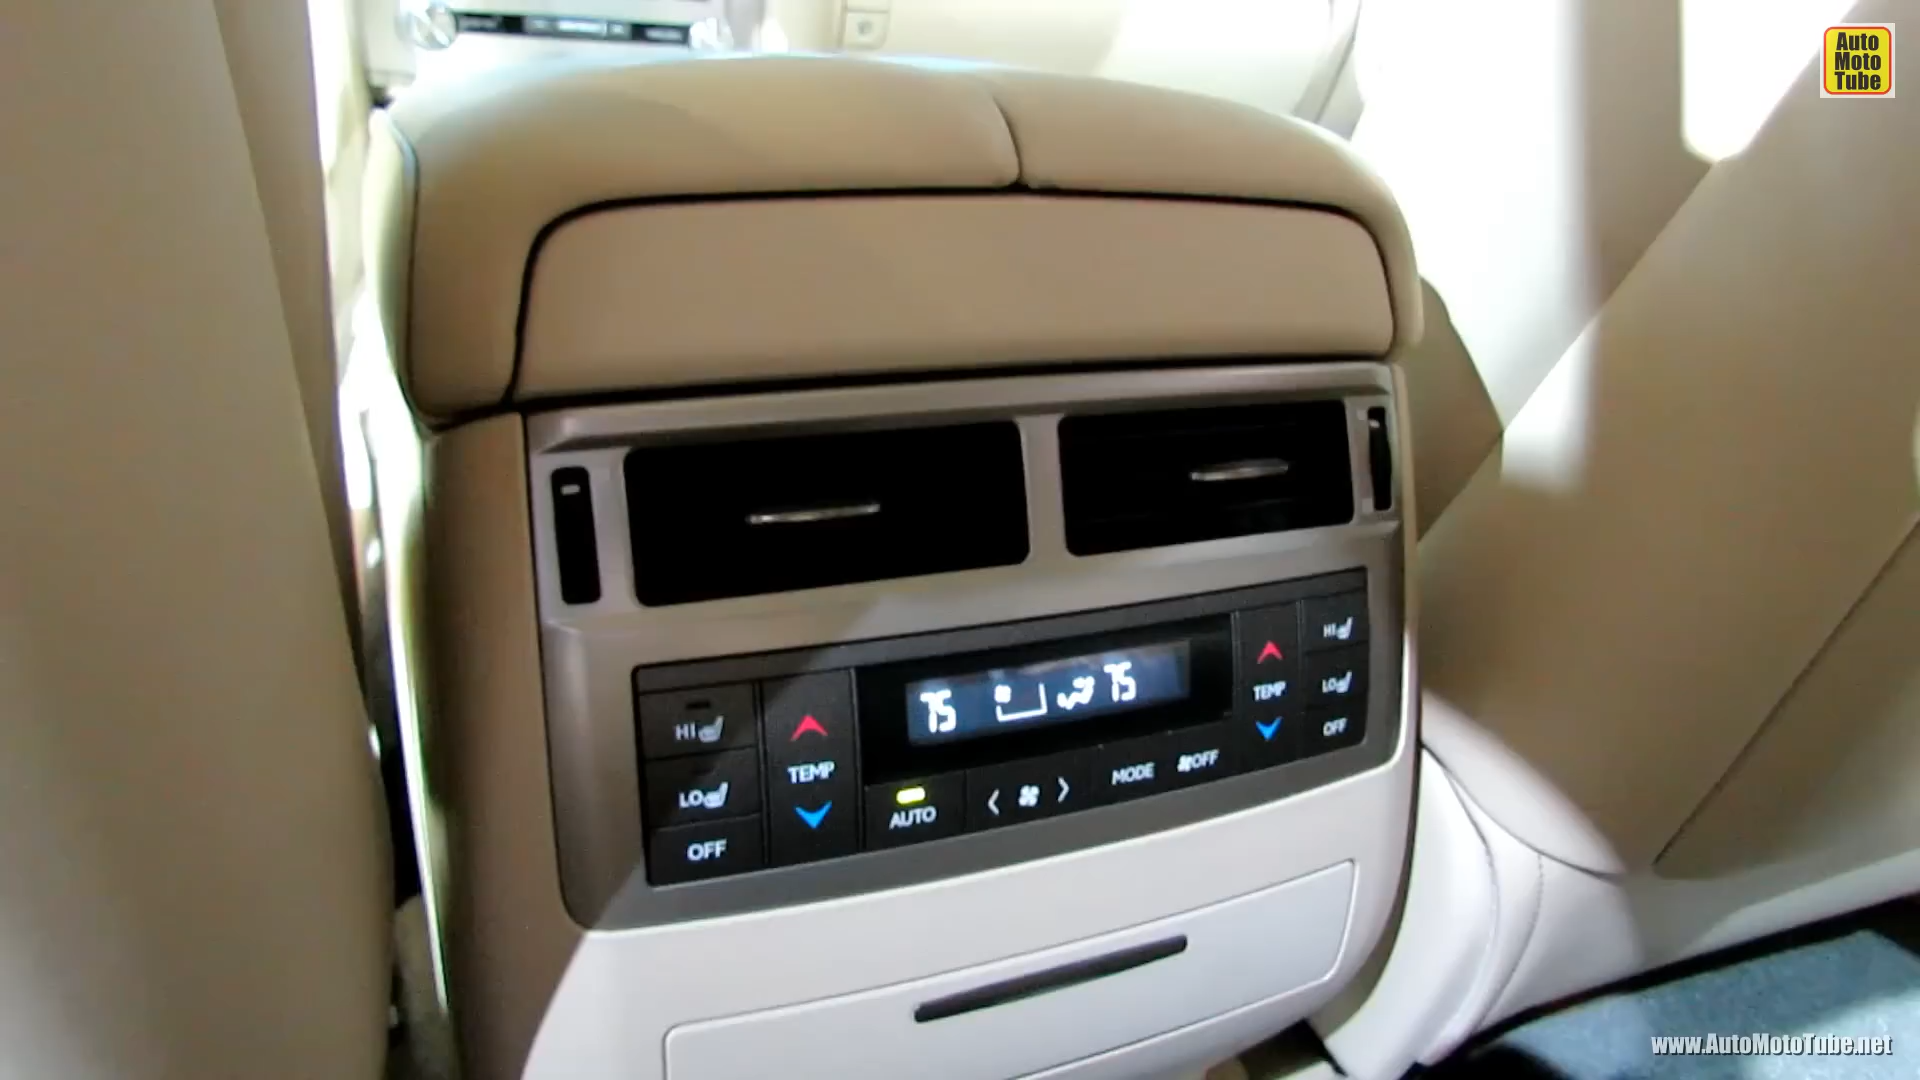 Auto
Moto
Tube
75 75
HI
LO
OFF
TEMP
AUTO
MODE
OFF
TEMP
HI
LO
OFF
www.AutoMotoTube.net